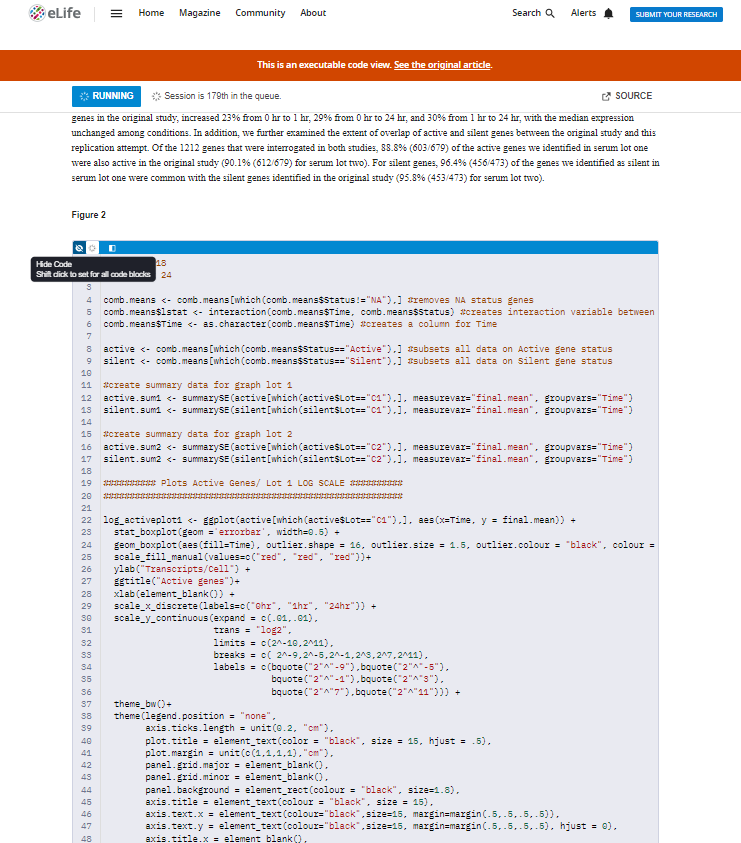 eLife
Home Magazine Community About
Search Alerts SUBMIT YOUR RESEARCH
This is an executable code view. See the original article.
RUNNING Session is 179th in the queue. SOURCE
genes in the original study, increased 23% from 0 hr to 1 hr, 29% from 0 hr to 24 hr, and 30% from 1 hr to 24 hr, with the median expression
unchanged among conditions. In addition, we further examined the extent of overlap of active and silent genes between the original study and this
replication attempt. Of the 1212 genes that were interrogated in both studies, 88.8% (603/679) of the active genes we identified in serum lot one
were also active in the original study (90.1% (612/679) for serum lot two). For silent genes, 96.4% (456/473) of the genes we identified as silent in
serum lot one were common with the silent genes identified in the original study (95.8% (453/473) for serum lot two).
Figure 2
Hide Code
Shift click to set for all code blocks
18
24
3
4 comb.means <- comb.means[which(comb.means$Status!="NA"),] #removes NA status genes
5 comb.means$lstat <- interaction(comb.means$Time, comb.means$Status) #creates interaction variable between
6 comb.means$Time <- as.character(comb.means$Time) #creates a column for Time
7
8 active <- comb.means[which(comb.means$Status=="Active"),] #subsets all data on Active gene status
9 silent <- comb.means[which(comb.means$Status=="Silent"),] #subsets all data on Silent gene status
10
11 #create summary data for graph lot 1
12 active.sum1 <- summarySE(active[which(active$Lot=="C1"),], measurevar="final.mean", groupvars="Time")
13 silent.sum1 <- summarySE(silent[which(silent$Lot=="C1"),], measurevar="final.mean", groupvars="Time")
14
15 #create summary data for graph lot 2
16 active.sum2 <- summarySE(active[which(active$Lot=="C2"),], measurevar="final.mean", groupvars="Time")
17 silent.sum2 <- summarySE(silent[which(silent$Lot=="C2"),], measurevar="final.mean", groupvars="Time")
18
19 ########## Plots Active Genes/ Lot 1 LOG SCALE ##########
20 #########################################################
21
22 log_activeplot1 <- ggplot(active[which(active$Lot=="C1"),], aes(x=Time, y = final.mean)) +
23 stat_boxplot(geom ='errorbar', width=0.5) +
24 geom_boxplot(aes(fill=Time), outlier.shape = 16, outlier.size = 1.5, outlier.colour = "black", colour =
25 scale_fill_manual(values=c("red", "red", "red"))+
26 ylab("Transcripts/Cell") +
27 ggtitle("Active genes")+
28 xlab(element_blank()) +
29 scale_x_discrete(labels=c("0hr", "1hr", "24hr")) +
30 scale_y_continuous(expand = c(.01,.01),
31 trans = "log2",
32 limits = c(2^-10,2^11),
33 breaks = c( 2^-9,2^-5,2^-1,2^3,2^7,2^11),
34 labels = c(bquote("2"^"-9"),bquote("2"^"-5"),
35 bquote("2"^"-1"),bquote("2"^"3"),
36 bquote("2"^"7"),bquote("2"^"11"))) +
37 theme_bw()+
38 theme(legend.position = "none",
39 axis.ticks.length = unit(0.2, "cm"),
40 plot.title = element_text(color = "black", size = 15, hjust = .5),
41 plot.margin = unit(c(1,1,1,1),"cm"),
42 panel.grid.major = element_blank(),
43 panel.grid.minor = element_blank(),
44 panel.background = element_rect(colour = "black", size=1.8),
45 axis.title = element_text(colour = "black", size = 15),
46 axis.text.x = element_text(colour="black",size=15, margin=margin(.5,.5,.5,.5)),
47 axis.text.y = element_text(colour="black",size=15, margin=margin(.5,.5,.5,.5), hjust = 0),
48 axis.title.x = element_blank(),